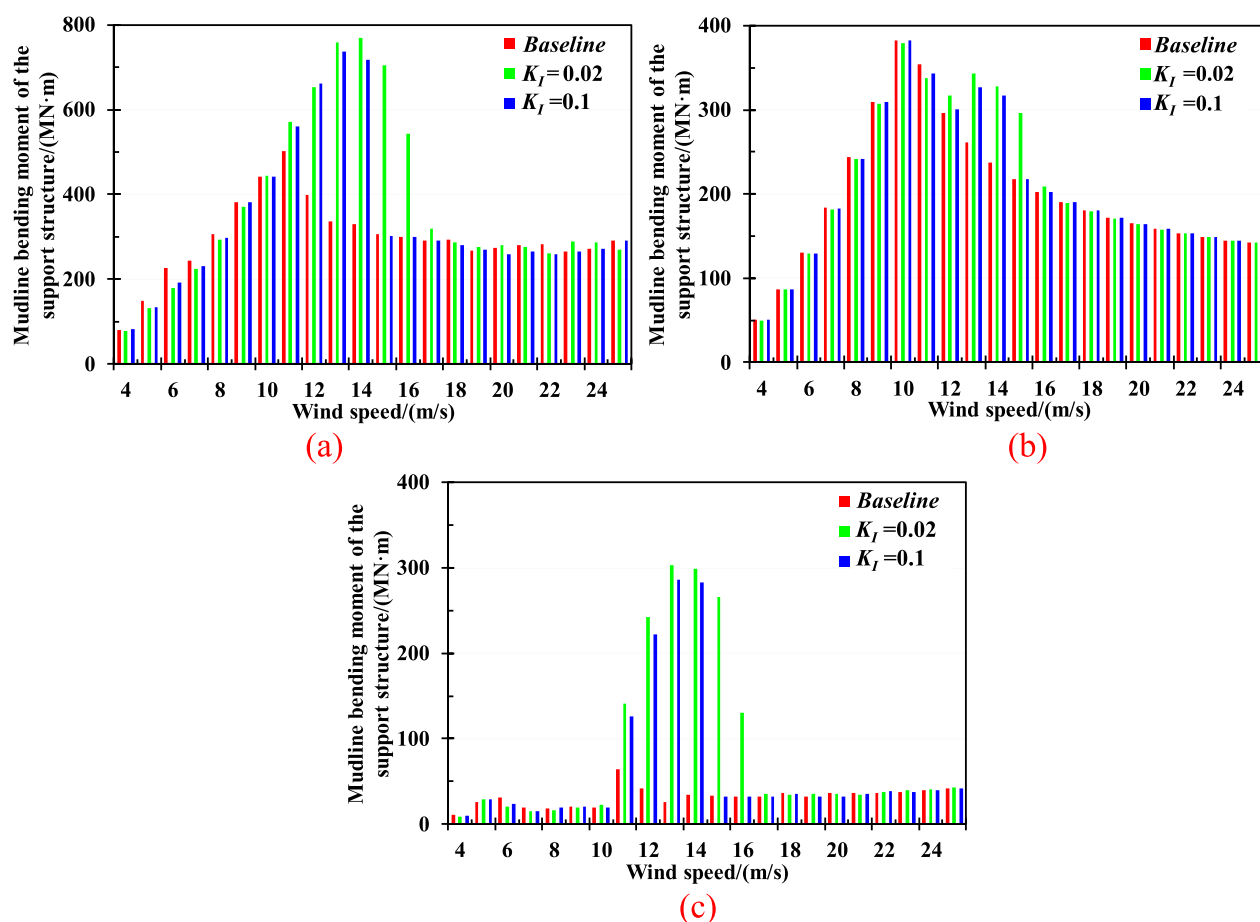 Mudline bending moment of the
support structure/(MN·m)
800
600
400
200
0
Baseline
K_I = 0.02
K_I =0.1
4 6 8 10 12 14 16 18 20 22 24
Wind speed/(m/s)
(a)
Mudline bending moment of the
support structure/(MN·m)
400
300
200
100
0
Baseline
K_I =0.02
K_I =0.1
4 6 8 10 12 14 16 18 20 22 24
Wind speed/(m/s)
(b)
Mudline bending moment of the
support structure/(MN·m)
400
300
200
100
0
Baseline
K_I =0.02
K_I =0.1
4 6 8 10 12 14 16 18 20 22 24
Wind speed/(m/s)
(c)